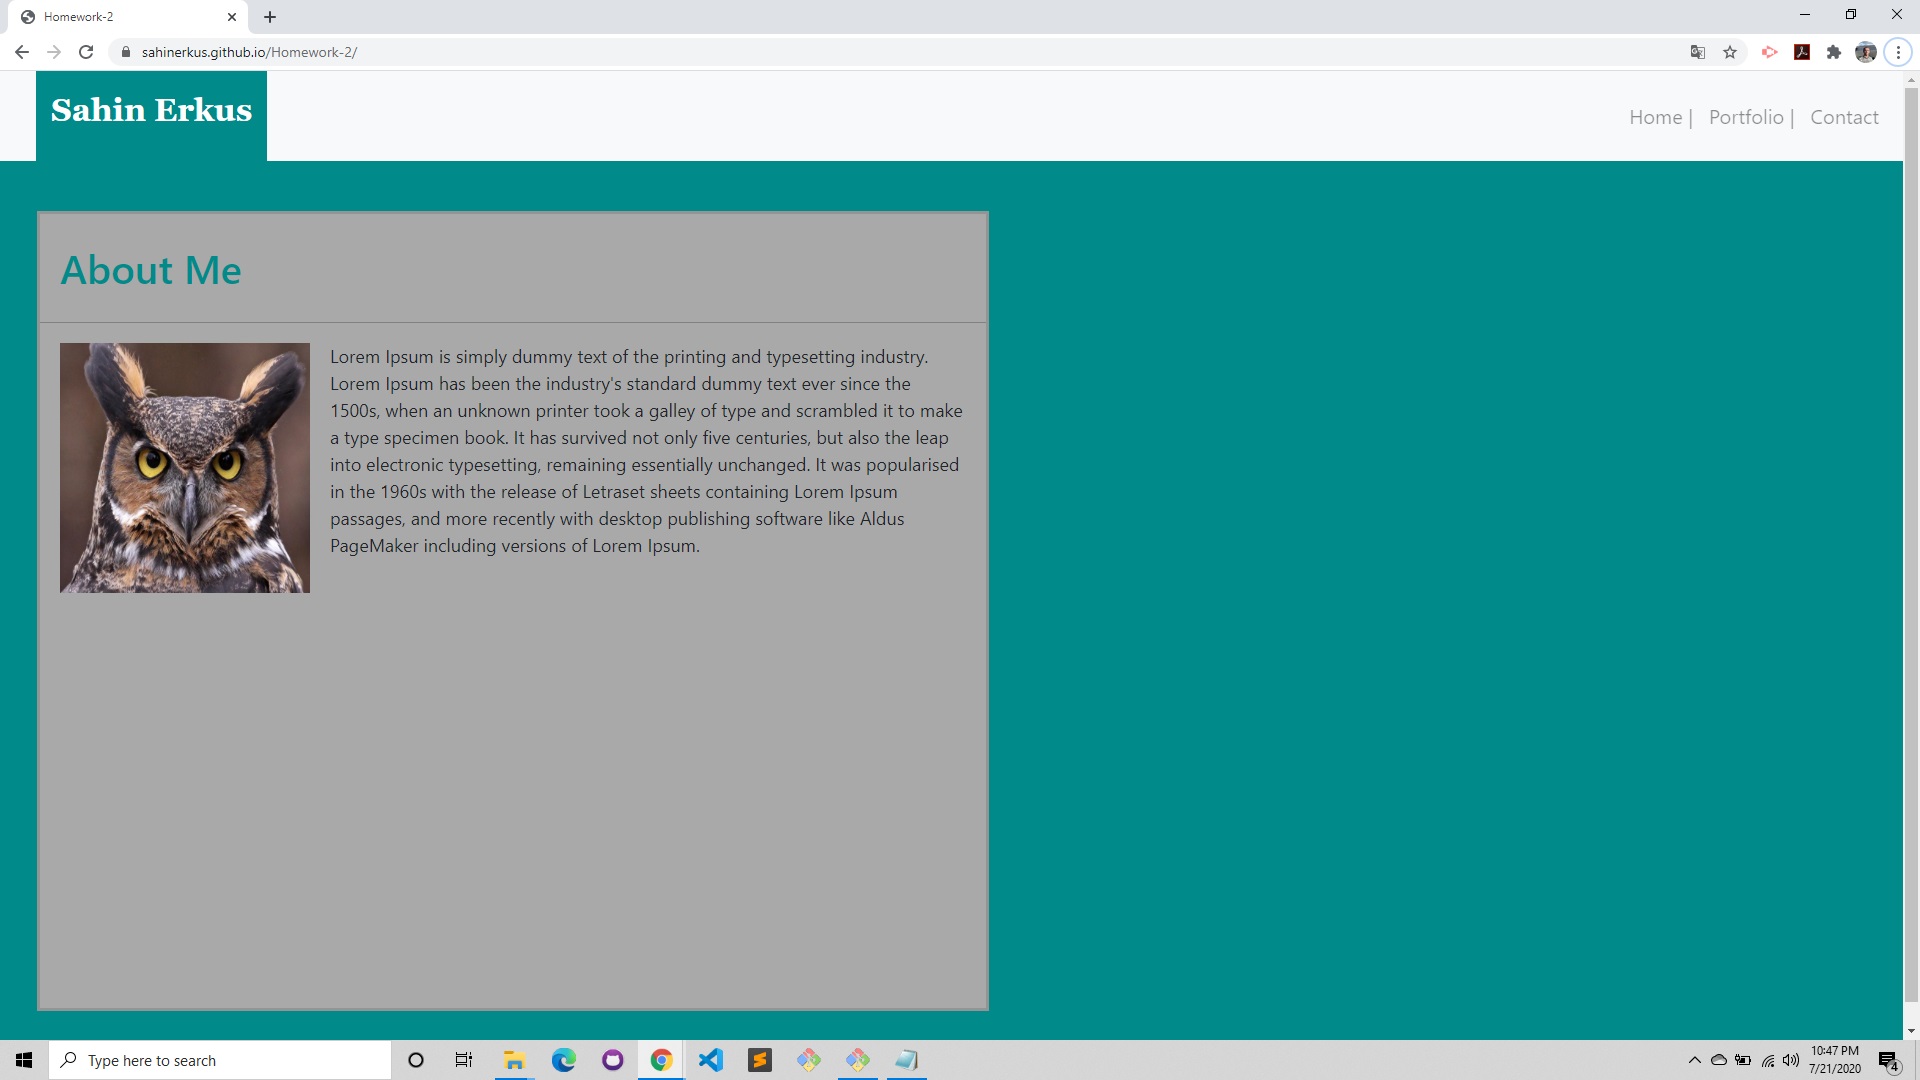 Homework-2
sahinerkus.github.io/Homework-2/
Sahin Erkus
Home | Portfolio | Contact
About Me
Lorem Ipsum is simply dummy text of the printing and typesetting industry.
Lorem Ipsum has been the industry's standard dummy text ever since the
1500s, when an unknown printer took a galley of type and scrambled it to make
a type specimen book. It has survived not only five centuries, but also the leap
into electronic typesetting, remaining essentially unchanged. It was popularised
in the 1960s with the release of Letraset sheets containing Lorem Ipsum
passages, and more recently with desktop publishing software like Aldus
PageMaker including versions of Lorem Ipsum.
Type here to search
10:47 PM
7/21/2020
4